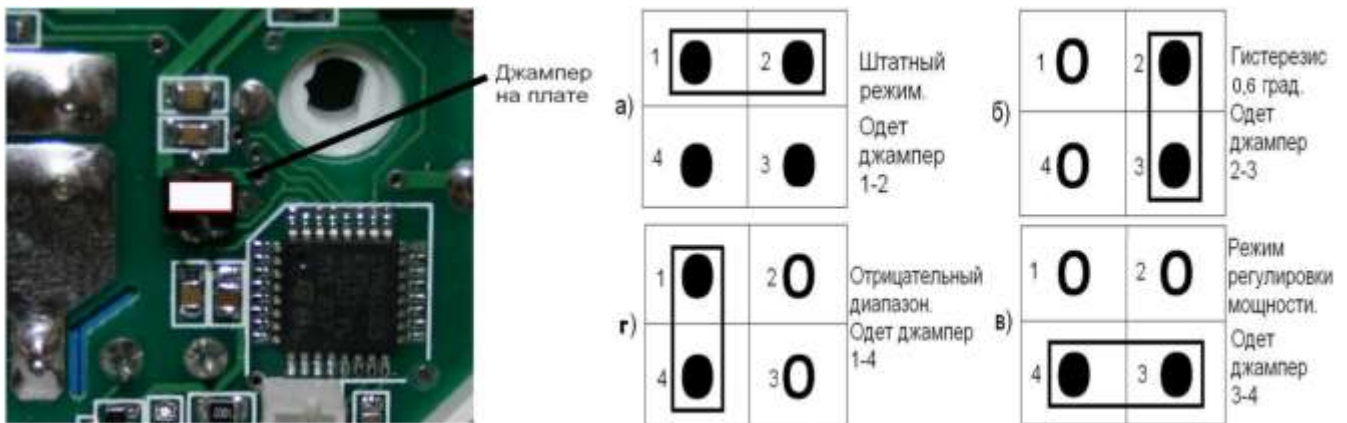 Джампер
на плате
а)
1
2
4
3
Штатный
режим.
Одет
джампер
1-2
б)
1
2
4
3
Гистерезис
0,6 град.
Одет
джампер
2-3
г)
1
2
4
3
Отрицательный
диапазон.
Одет джампер
1-4
в)
1
2
4
3
Режим
регулировки
мощности.
Одет
джампер
3-4